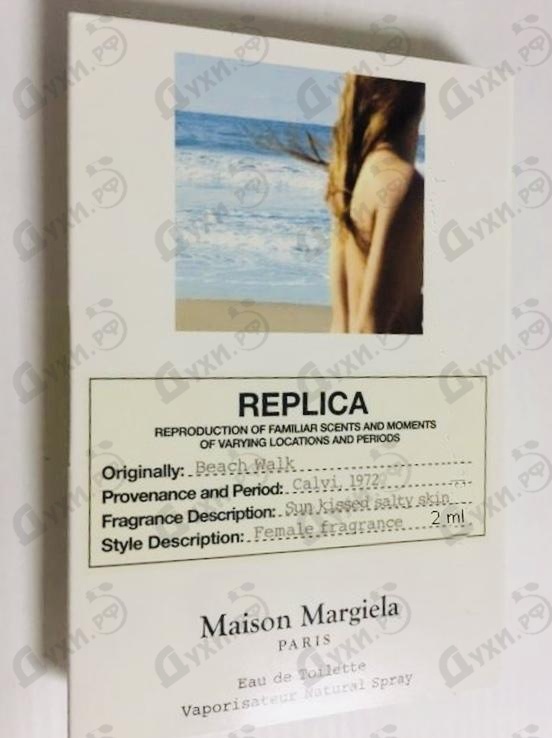 REPLICA
REPRODUCTION OF FAMILIAR SCENTS AND MOMENTS
OF VARYING LOCATIONS AND PERIODS
Originally: Beach Walk
Provenance and Period: Calvi, 1972
Fragrance Description: Sun kissed salty skin
Style Description: Female fragrance 2 ml
Maison Margiela
PARIS
Eau de Toilette
Vaporisateur Natural Spray
Духи.РФ